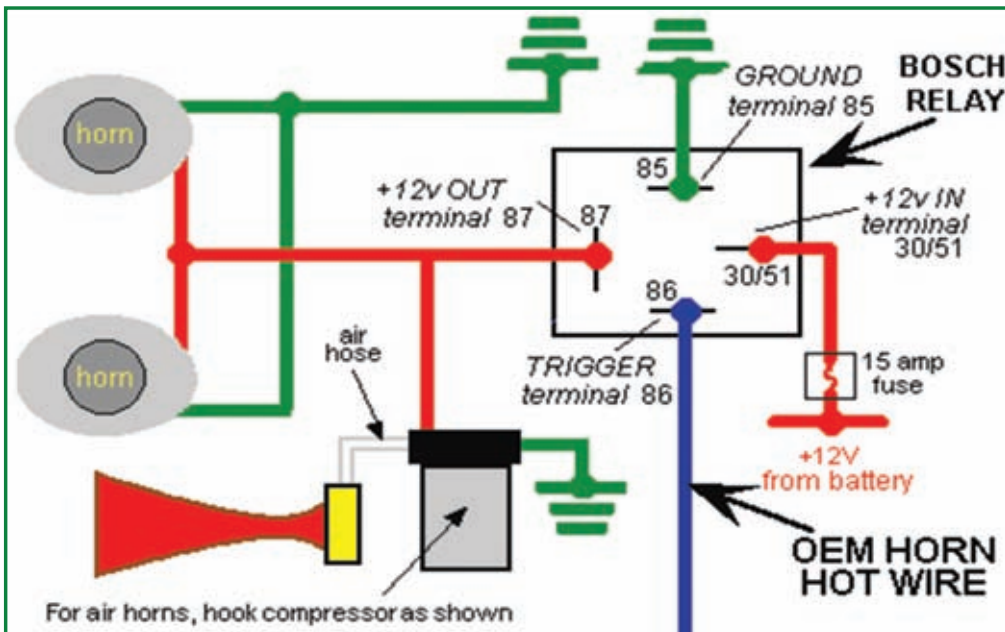 BOSCH
RELAY
GROUND
terminal 85
horn
85
+12v OUT
terminal 87
87
+12v IN
terminal
30/51
30/51
86
air
hose
TRIGGER
terminal 86
15 amp
fuse
horn
+12V
from battery
OEM HORN
HOT WIRE
For air horns, hook compressor as shown